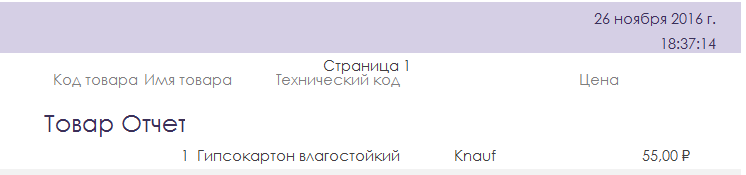 26 ноября 2016 г.
18:37:14
Страница 1
Код товара Имя товара Технический код Цена
Товар Отчет
1 Гипсокартон влагостойкий Knauf 55,00 ₽